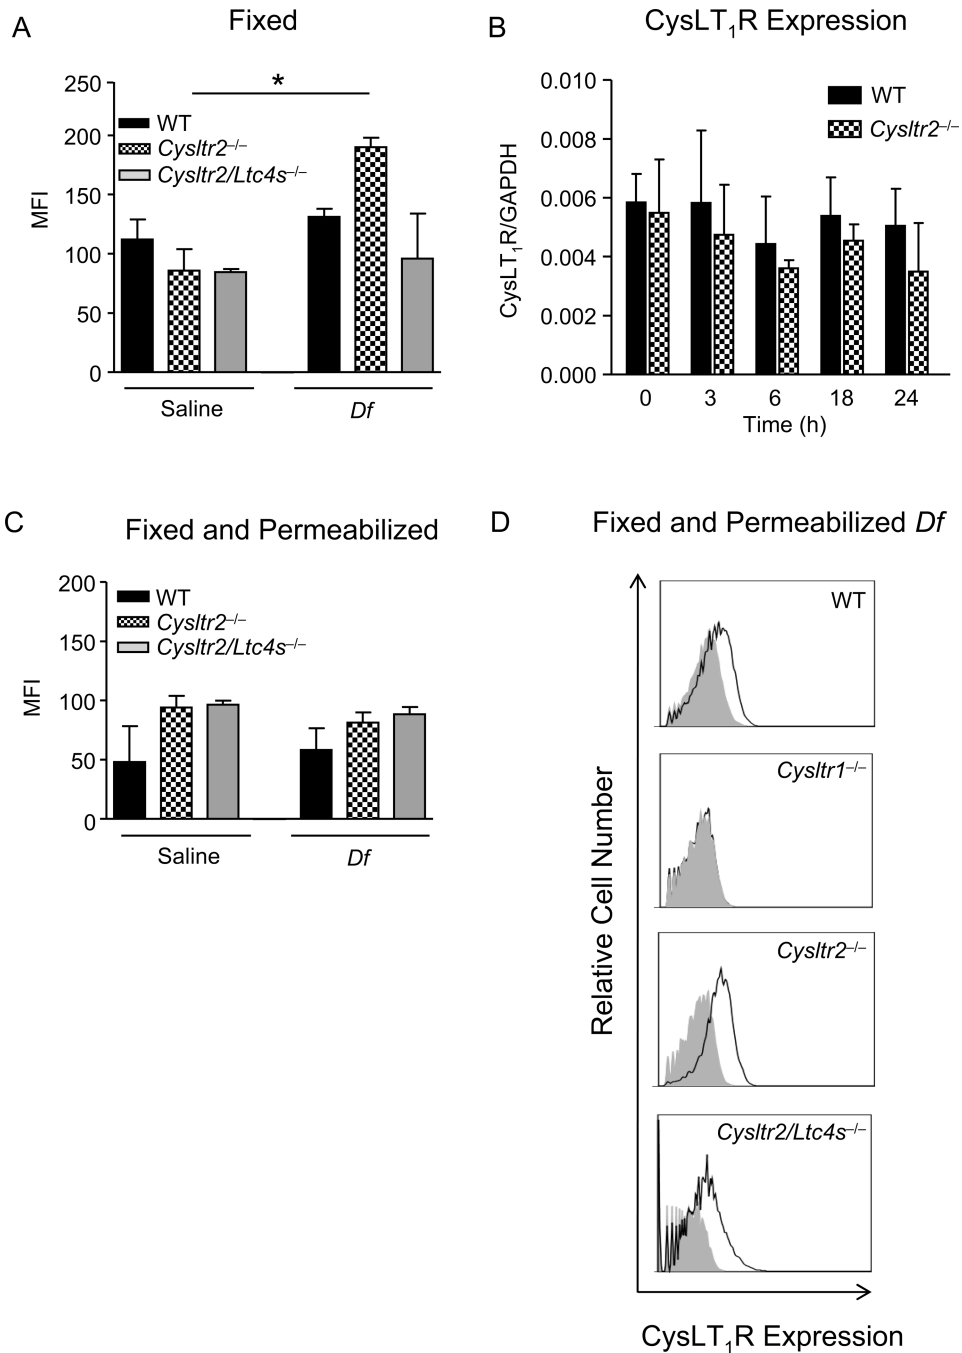 A
Fixed
250
200
150
100
50
0
MFI
WT
Cysltr2–/–
Cysltr2/Ltc4s–/–
*
Saline
Df
B
CysLT1R Expression
0.010
0.008
0.006
0.004
0.002
0.000
CysLT1R/GAPDH
WT
Cysltr2–/–
0 3 6 18 24
Time (h)
C
Fixed and Permeabilized
200
150
100
50
0
MFI
WT
Cysltr2–/–
Cysltr2/Ltc4s–/–
Saline
Df
D
Fixed and Permeabilized Df
WT
Cysltr1–/–
Cysltr2–/–
Cysltr2/Ltc4s–/–
Relative Cell Number
CysLT1R Expression